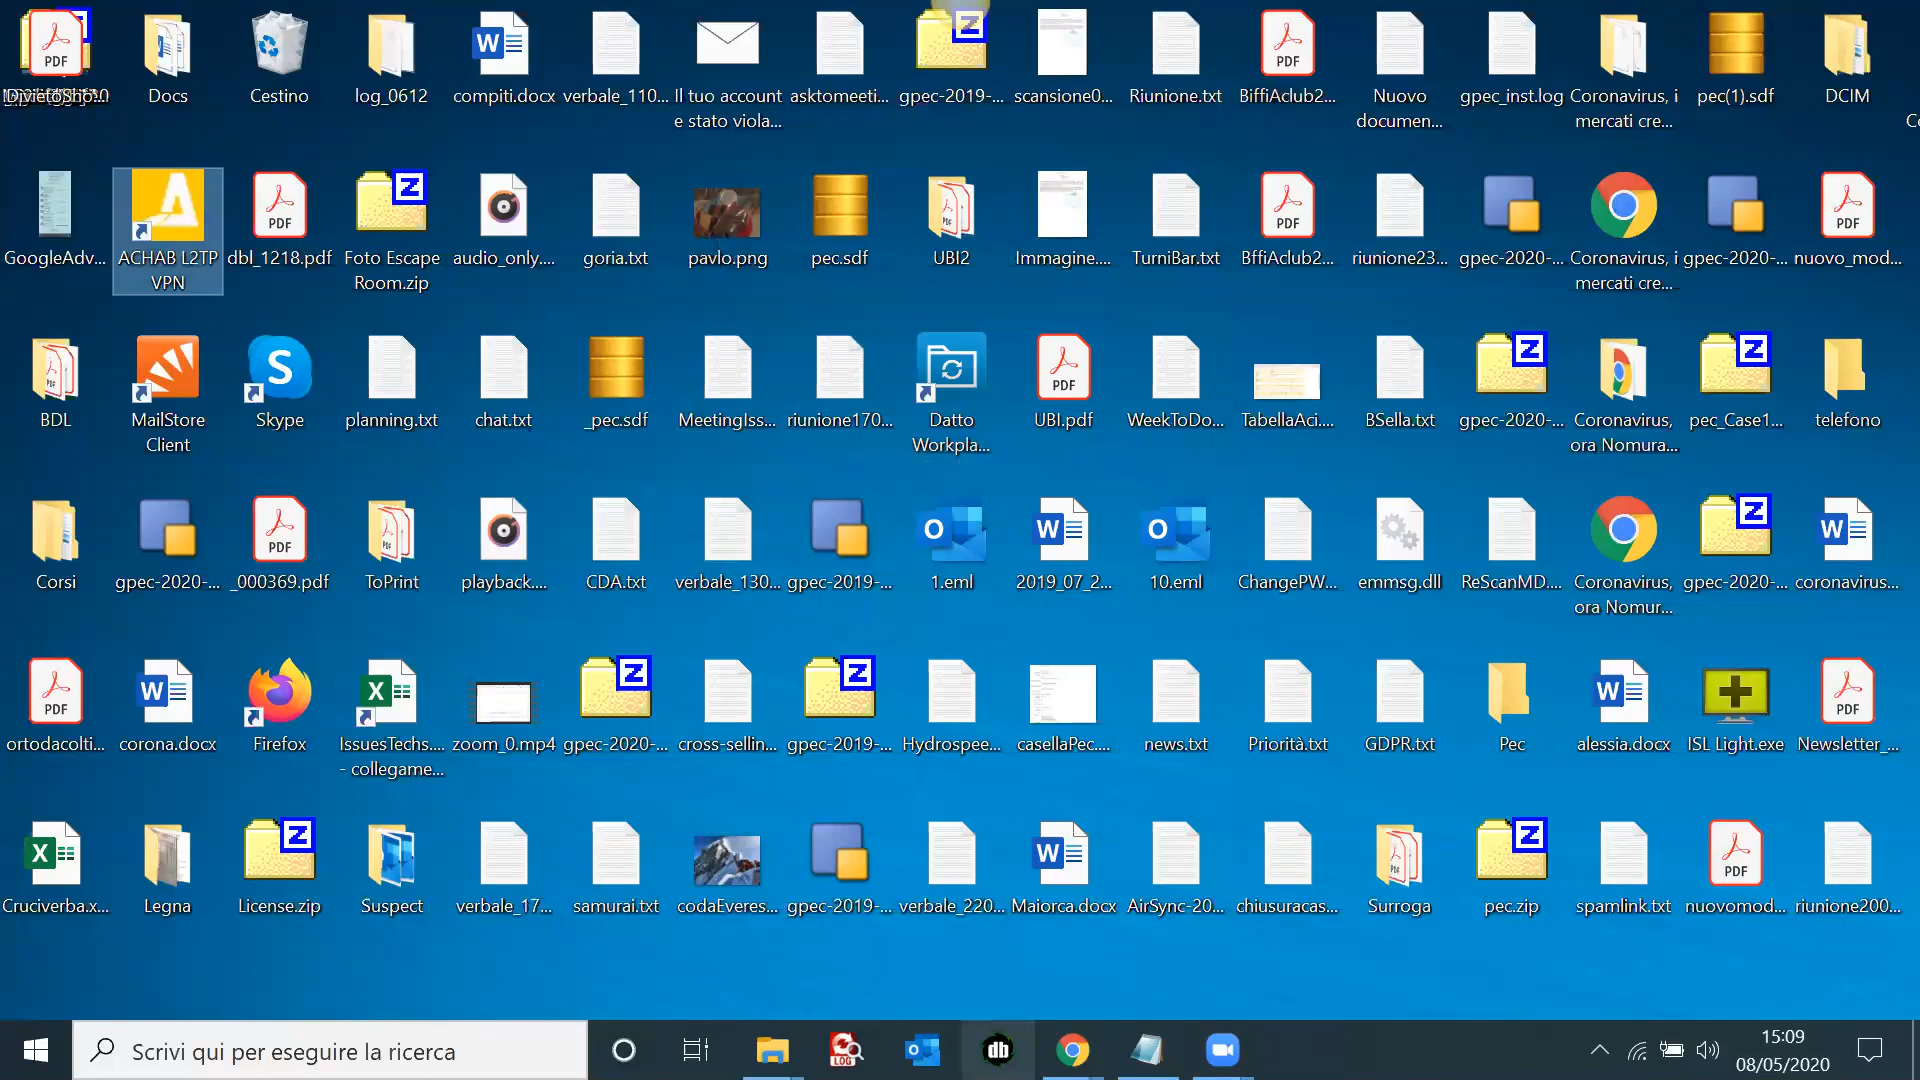 Docs
Cestino
log_0612
compiti.docx
verbale_110...
Il tuo account
e stato viola...
asktomeeti...
gpec-2019-...
scansione0...
Riunione.txt
BiffiAclub2...
Nuovo
documen...
gpec_inst.log
Coronavirus, i
mercati cre...
pec(1).sdf
DCIM
GoogleAdv...
ACHAB L2TP
VPN
dbl_1218.pdf
Foto Escape
Room.zip
audio_only....
goria.txt
pavlo.png
pec.sdf
UBI2
Immagine....
TurniBar.txt
BffiAclub2...
riunione23...
gpec-2020-...
Coronavirus, i
mercati cre...
gpec-2020-...
nuovo_mod...
BDL
MailStore
Client
Skype
planning.txt
chat.txt
_pec.sdf
MeetingIss...
riunione170...
Datto
Workpla...
UBI.pdf
WeekToDo...
TabellaAci....
BSella.txt
gpec-2020-...
Coronavirus,
ora Nomura...
pec_Case1...
telefono
Corsi
gpec-2020-...
_000369.pdf
ToPrint
playback....
CDA.txt
verbale_130...
gpec-2019-...
1.eml
2019_07_2...
10.eml
ChangePW...
emmsg.dll
ReScanMD....
Coronavirus,
ora Nomur...
gpec-2020-...
coronavirus...
ortodacolti...
corona.docx
Firefox
IssuesTechs....
- collegame...
zoom_0.mp4
gpec-2020-...
cross-sellin...
gpec-2019-...
Hydrospee...
casellaPec....
news.txt
Priorità.txt
GDPR.txt
Pec
alessia.docx
ISL Light.exe
Newsletter_...
Cruciverba.x...
Legna
License.zip
Suspect
verbale_17...
samurai.txt
codaEveres...
gpec-2019-...
verbale_220...
Maiorca.docx
AirSync-20...
chiusuracas...
Surroga
pec.zip
spamlink.txt
nuovomod...
riunione200...
Scrivi qui per eseguire la ricerca
15:09
08/05/2020